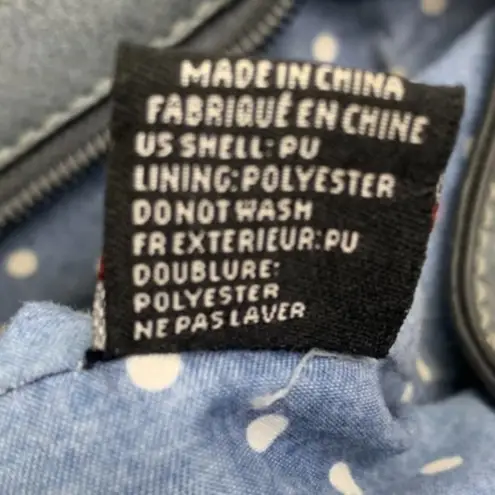 MADE IN CHINA
FABRIQUÉ EN CHINE
US SHELL: PU
LINING: POLYESTER
DO NOT WASH
FR EXTERIEUR: PU
DOUBLURE:
POLYESTER
NE PAS LAVER